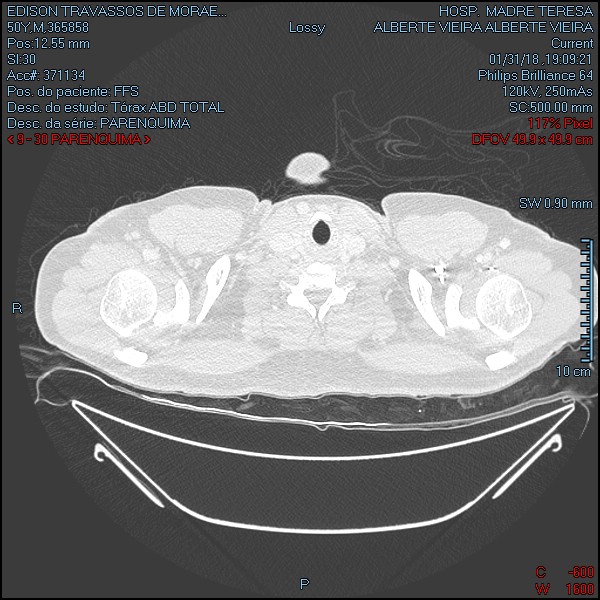 EDISON TRAVASSOS DE MORAE...
50Y,M,365858
Pos:12.55 mm
SI:30
Acc#: 371134
Pos. do paciente: FFS
Desc. do estudo: Tórax ABD TOTAL
Desc. da série: PARENQUIMA
< 9 - 30 PARENQUIMA >
Lossy
HOSP. MADRE TERESA
ALBERTE VIEIRA ALBERTE VIEIRA
Current
01/31/18 ,19:09:21
Philips Brilliance 64
120kV, 250mAs
SC:500.00 mm
117% Pixel
DFOV 49.9 x 49.9 cm
SW 0.90 mm
R
10 cm
P
C -600
W 1600